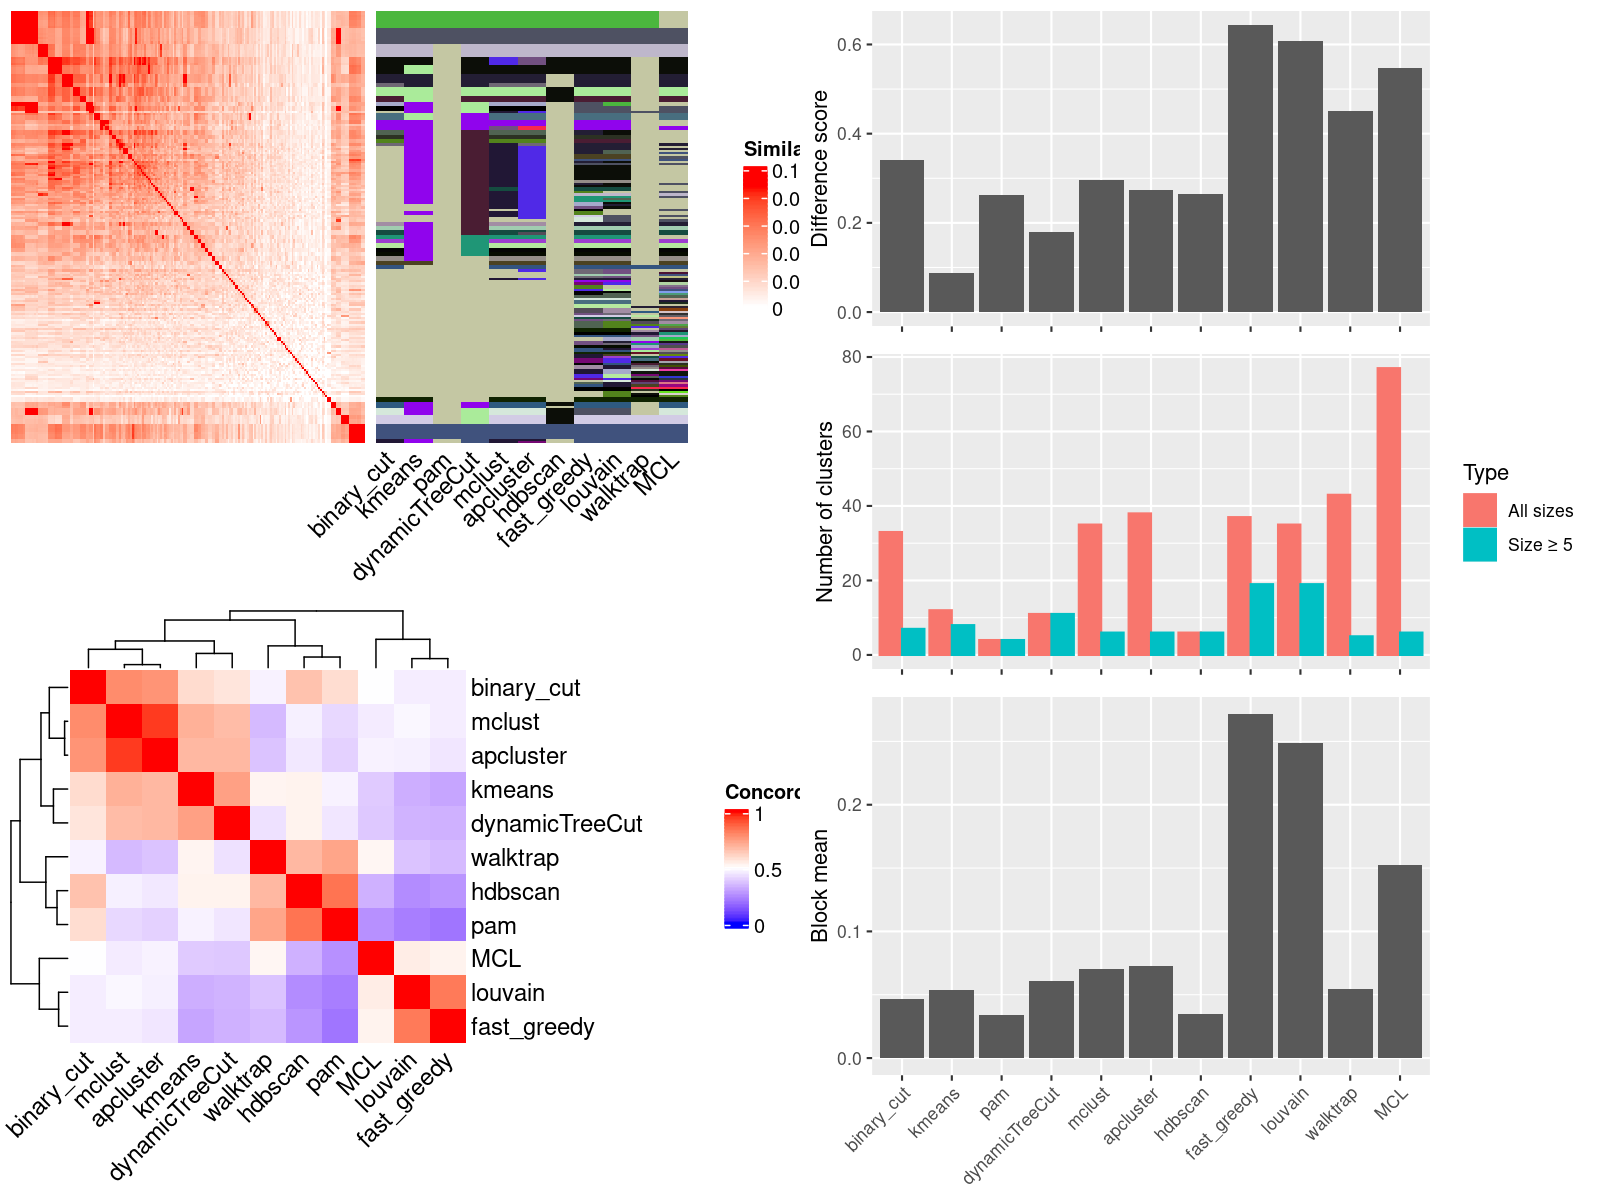 Simila
0.1
0.0
0.0
0.0
0.0
0
binary_cut
kmeans
pam
dynamicTreeCut
mclust
apcluster
hdbscan
fast_greedy
louvain
walktrap
MCL
binary_cut
mclust
apcluster
kmeans
dynamicTreeCut
walktrap
hdbscan
pam
MCL
louvain
fast_greedy
binary_cut
mclust
apcluster
kmeans
dynamicTreeCut
walktrap
hdbscan
pam
MCL
louvain
fast_greedy
Concord
1
0.5
0
Difference score
0.6
0.4
0.2
0.0
Number of clusters
80
60
40
20
0
Type
All sizes
Size ≥ 5
Block mean
0.2
0.1
0.0
binary_cut
kmeans
pam
dynamicTreeCut
mclust
apcluster
hdbscan
fast_greedy
louvain
walktrap
MCL